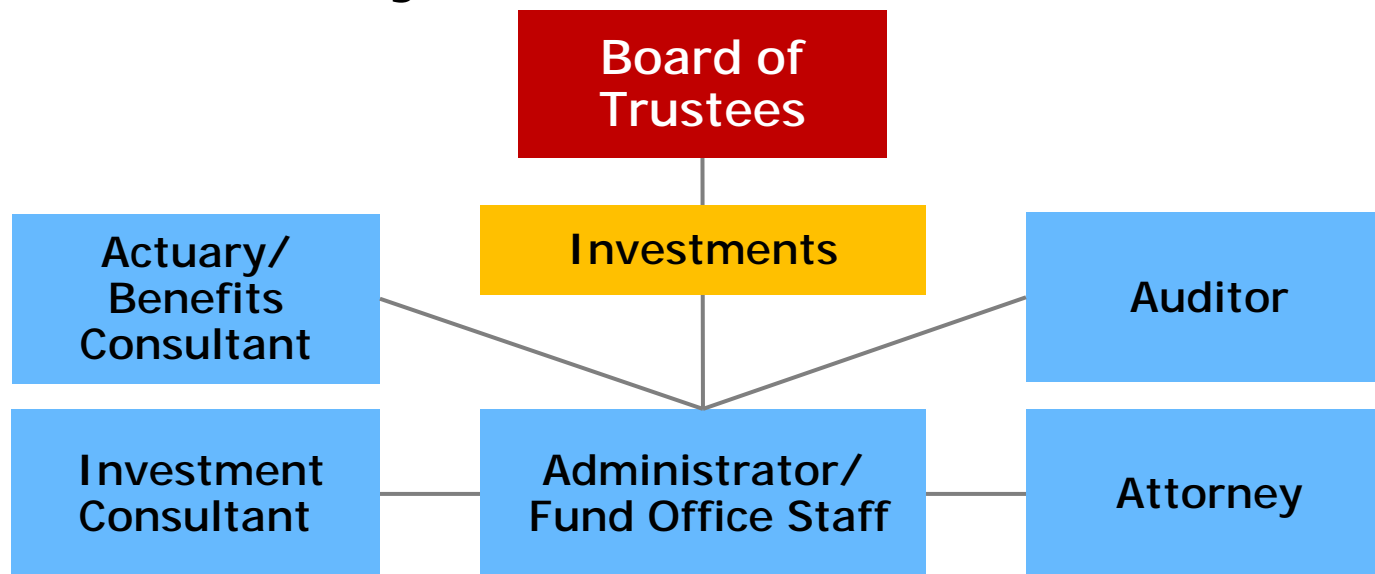 Board of
Trustees
Actuary/
Benefits
Consultant
Investments
Auditor
Investment
Consultant
Administrator/
Fund Office Staff
Attorney